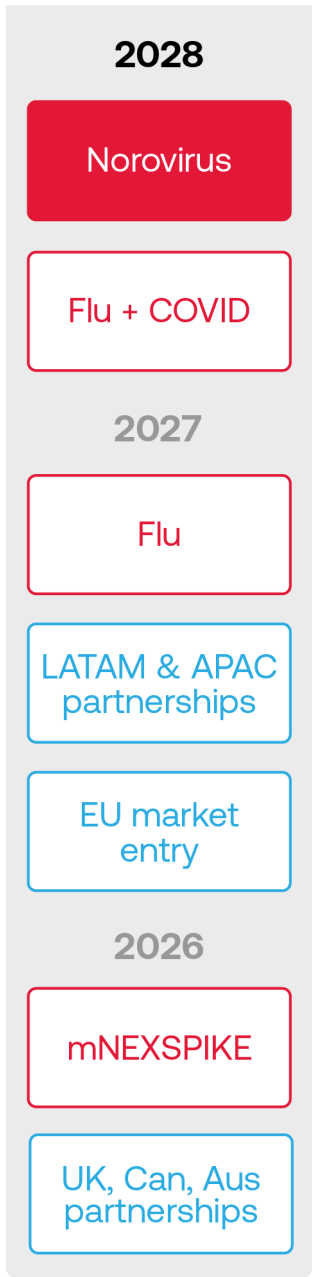 2028
Norovirus
Flu + COVID
2027
Flu
LATAM & APAC
partnerships
EU market
entry
2026
mNEXSPIKE
UK, Can, Aus
partnerships